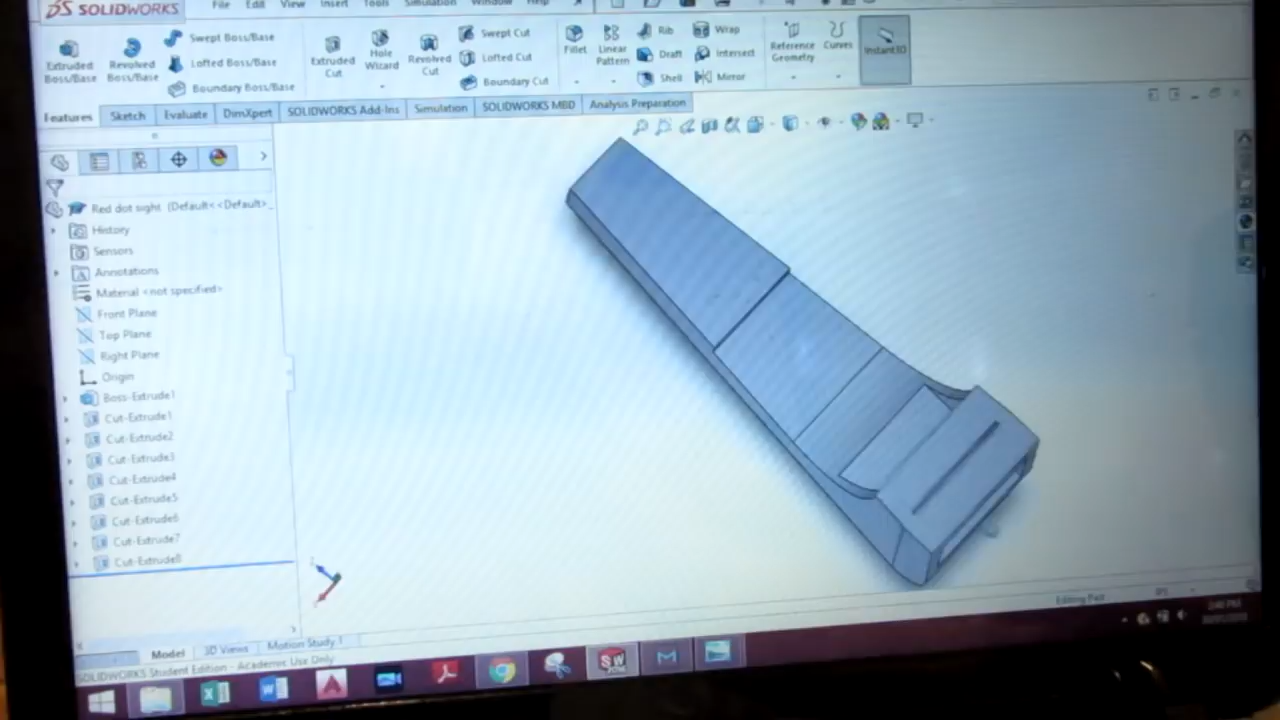 SOLIDWORKS File Edit View Insert Tools Simulation Window Help
Extruded Boss/Base
Revolved Boss/Base
Swept Boss/Base
Lofted Boss/Base
Boundary Boss/Base
Extruded Cut
Hole Wizard
Revolved Cut
Swept Cut
Lofted Cut
Boundary Cut
Fillet
Linear Pattern
Rib
Draft
Shell
Wrap
Intersect
Mirror
Reference Geometry
Curves
Instant3D
Features Sketch Evaluate DimXpert SOLIDWORKS Add-Ins Simulation SOLIDWORKS MBD Analysis Preparation
Red dot sight (Default<<Default>_
History
Sensors
Annotations
Material <not specified>
Front Plane
Top Plane
Right Plane
Origin
Boss-Extrude1
Cut-Extrude1
Cut-Extrude2
Cut-Extrude3
Cut-Extrude4
Cut-Extrude5
Cut-Extrude6
Cut-Extrude7
Cut-Extrude8
Model 3D Views Motion Study 1
SOLIDWORKS Student Edition - Academic Use Only
Editing Part